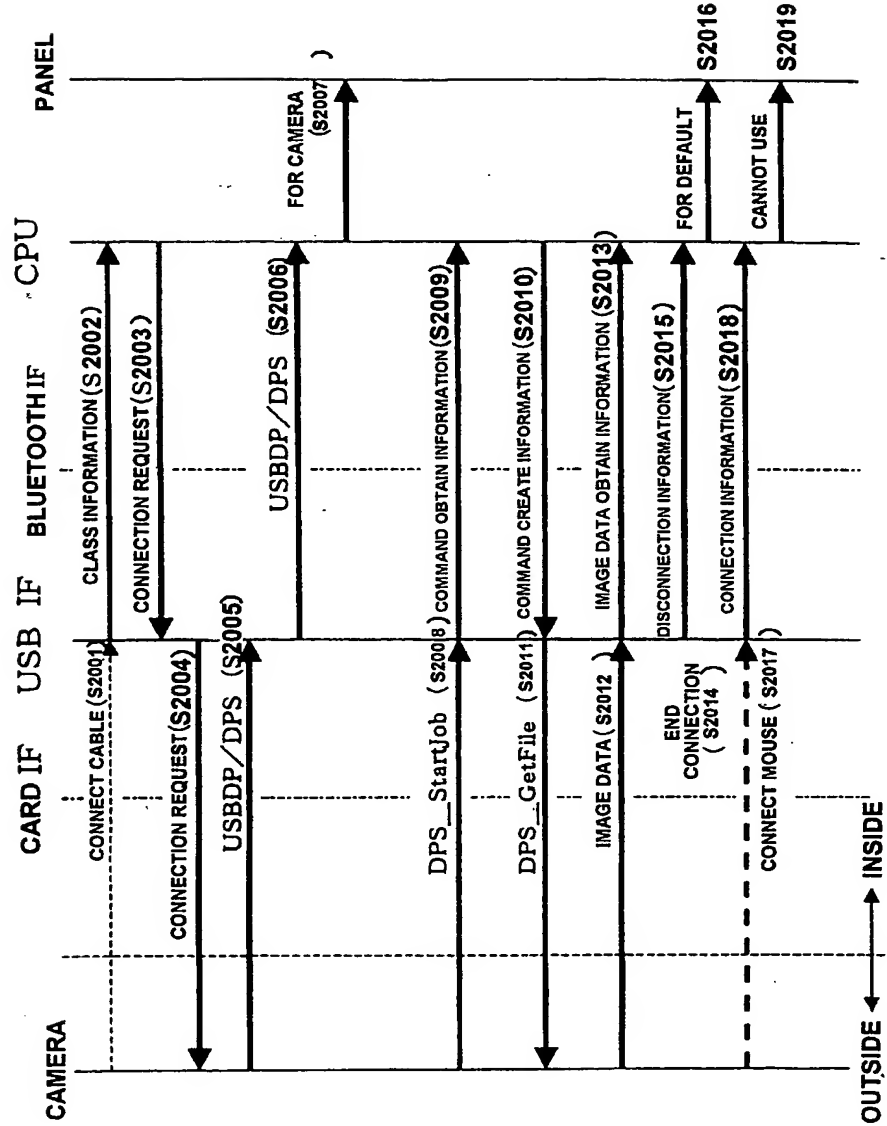 CAMERA
CARD IF
USB IF
BLUETOOTH IF
CPU
PANEL
CONNECT CABLE (S2001)
CLASS INFORMATION (S2002)
CONNECTION REQUEST (S2003)
CONNECTION REQUEST (S2004)
USBDP/DPS (S2005)
USBDP/DPS (S2006)
FOR CAMERA
(S2007)
DPS_StartJob (S2008)
COMMAND OBTAIN INFORMATION (S2009)
COMMAND CREATE INFORMATION (S2010)
DPS_GetFile (S2011)
IMAGE DATA (S2012)
IMAGE DATA OBTAIN INFORMATION (S2013)
END
CONNECTION
(S2014)
DISCONNECTION INFORMATION (S2015)
FOR DEFAULT
S2016
CONNECT MOUSE (S2017)
CONNECTION INFORMATION (S2018)
CANNOT USE
S2019
OUTSIDE
INSIDE